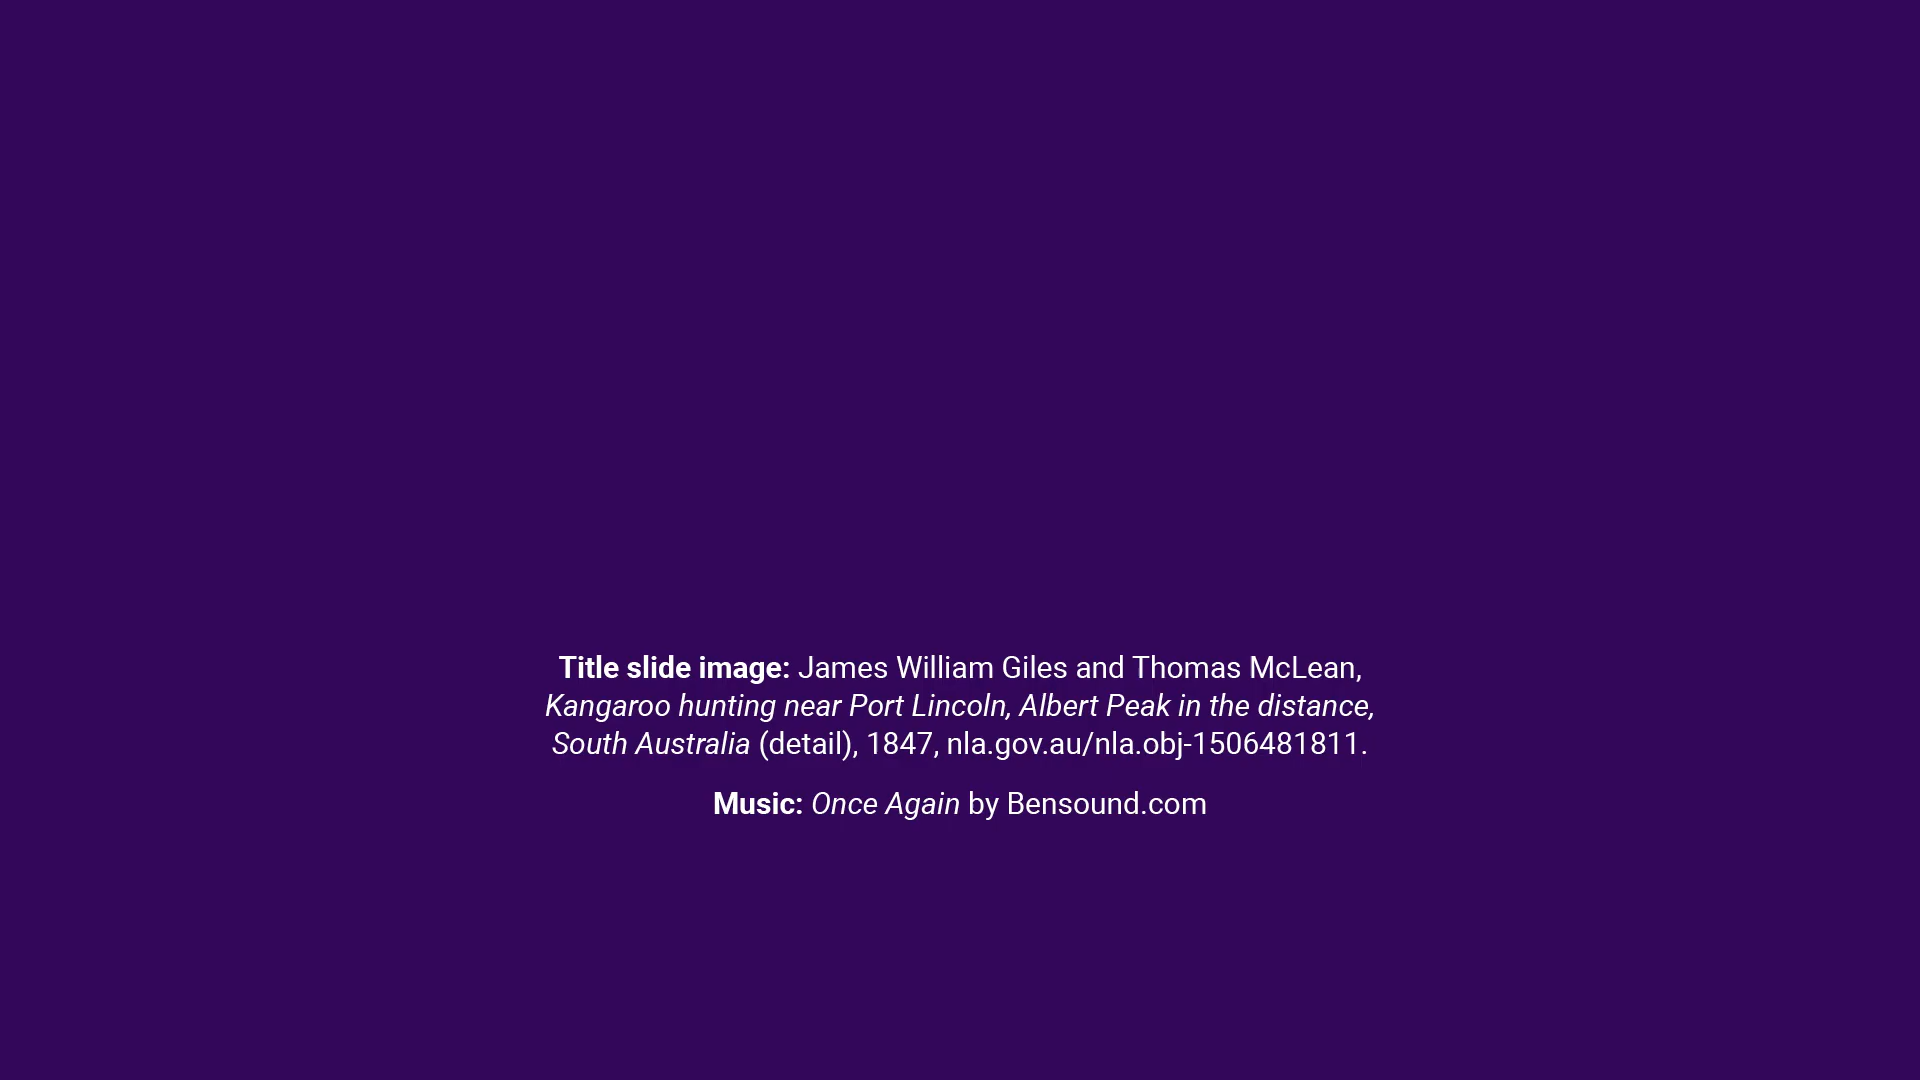 Title slide image: James William Giles and Thomas McLean,
Kangaroo hunting near Port Lincoln, Albert Peak in the distance,
South Australia (detail), 1847, nla.gov.au/nla.obj-1506481811.
Music: Once Again by Bensound.com